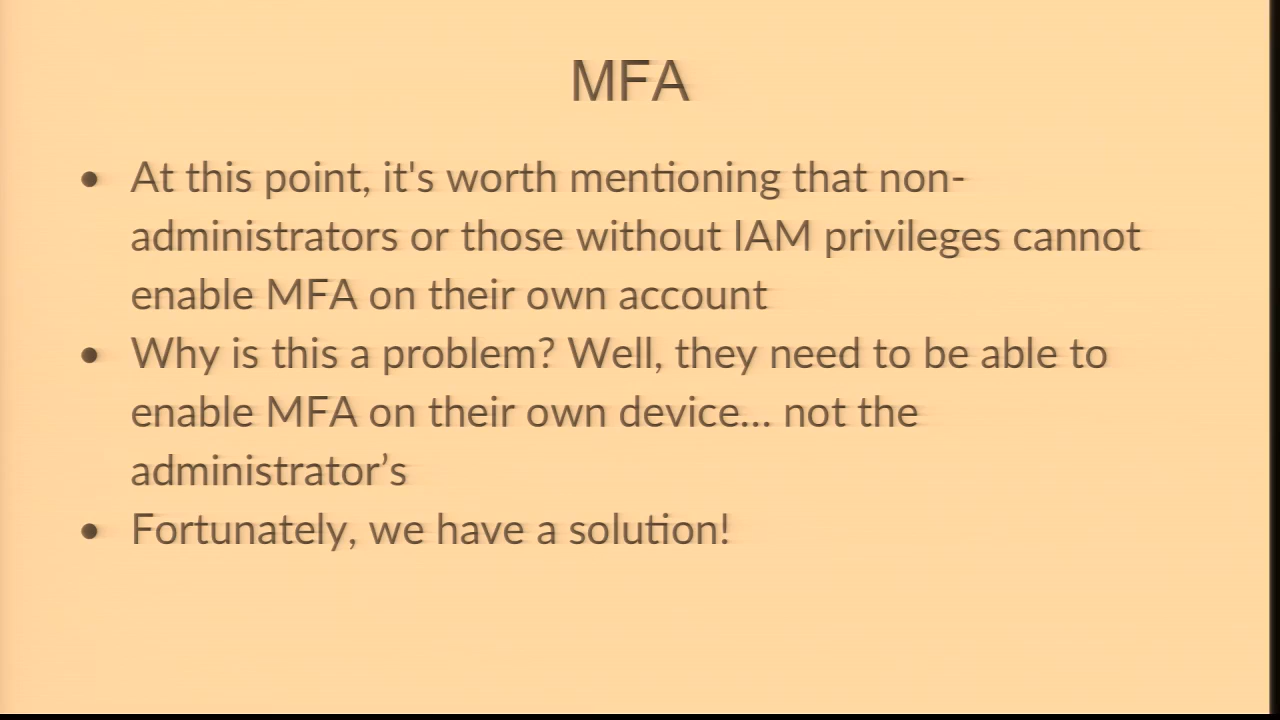 MFA
• At this point, it's worth mentioning that non-
administrators or those without IAM privileges cannot
enable MFA on their own account
• Why is this a problem? Well, they need to be able to
enable MFA on their own device... not the
administrator’s
• Fortunately, we have a solution!